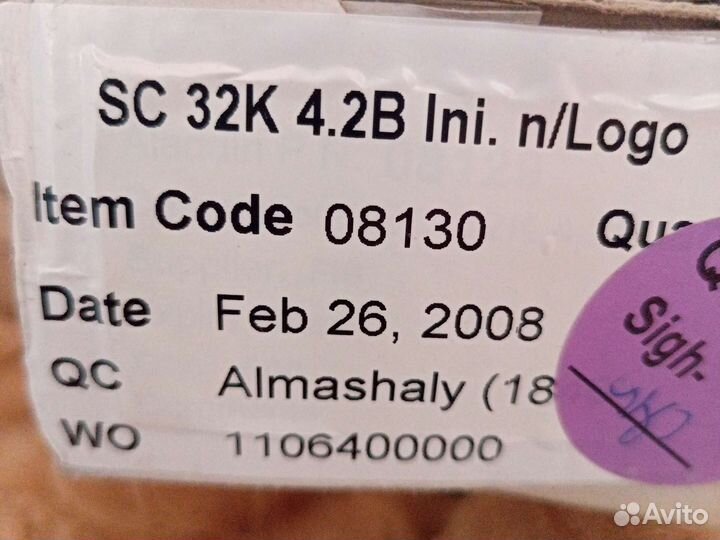 SC 32K 4.2B Ini. n/Logo
Item Code 08130
Date Feb 26, 2008
QC Almashaly (18
WO 1106400000
Sigh-
Avito